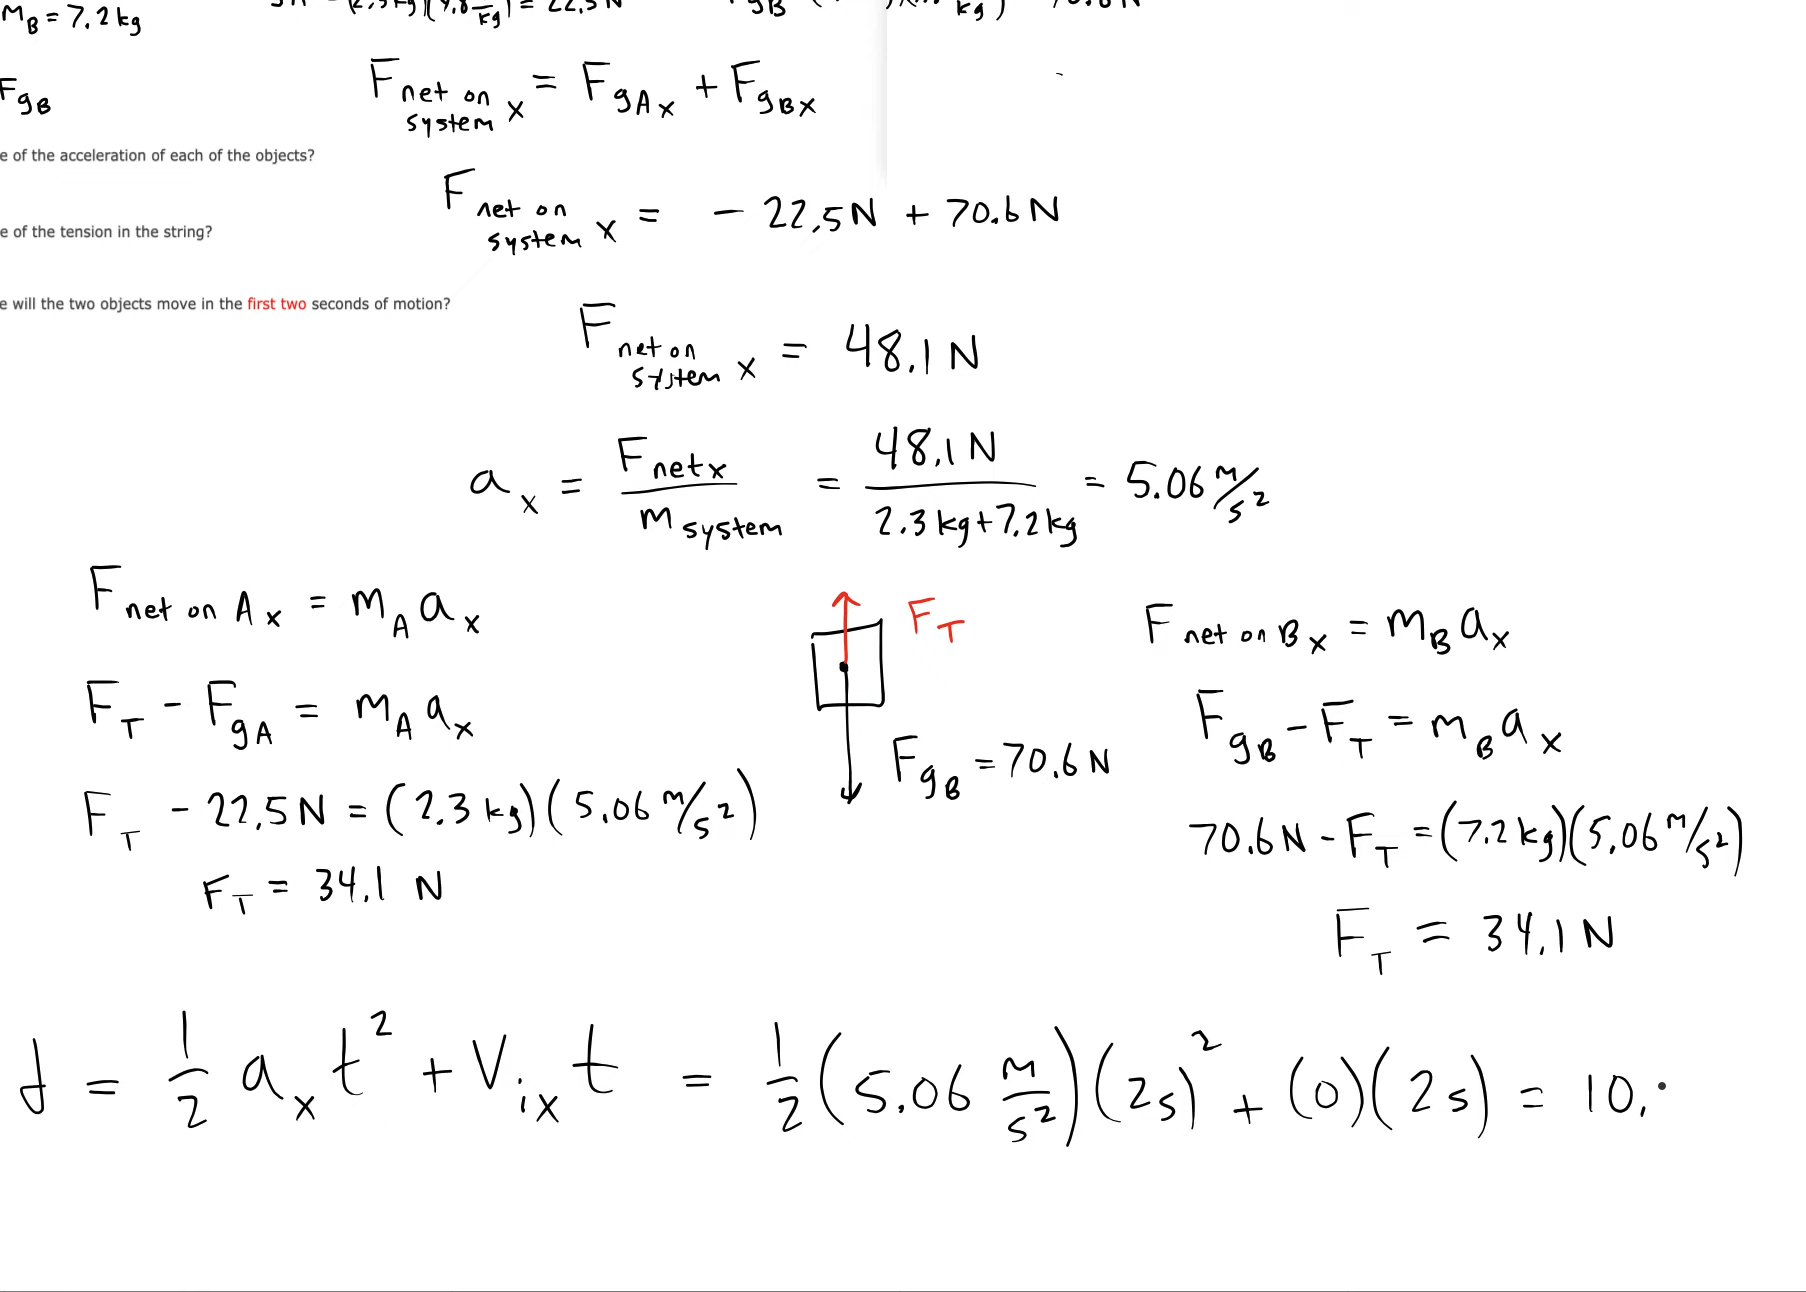 m_B = 7.2 kg
F_gB
F_net on system x = F_gAx + F_gBx
e of the acceleration of each of the objects?
F_net on system x = - 22.5 N + 70.6 N
e of the tension in the string?
e will the two objects move in the first two seconds of motion?
F_net on system x = 48.1 N
a_x = F_net x / m_system = 48.1 N / 2.3 kg + 7.2 kg = 5.06 m/s²
F_net on A x = m_A a_x
F_T
F_net on B x = m_B a_x
F_T - F_gA = m_A a_x
F_gB - F_T = m_B a_x
F_gB = 70.6 N
F_T - 22.5 N = (2.3 kg)(5.06 m/s²)
70.6 N - F_T = (7.2 kg)(5.06 m/s²)
F_T = 34.1 N
F_T = 34.1 N
d = 1/2 a_x t² + V_ix t = 1/2 (5.06 m/s²)(2s)² + (0)(2s) = 10.